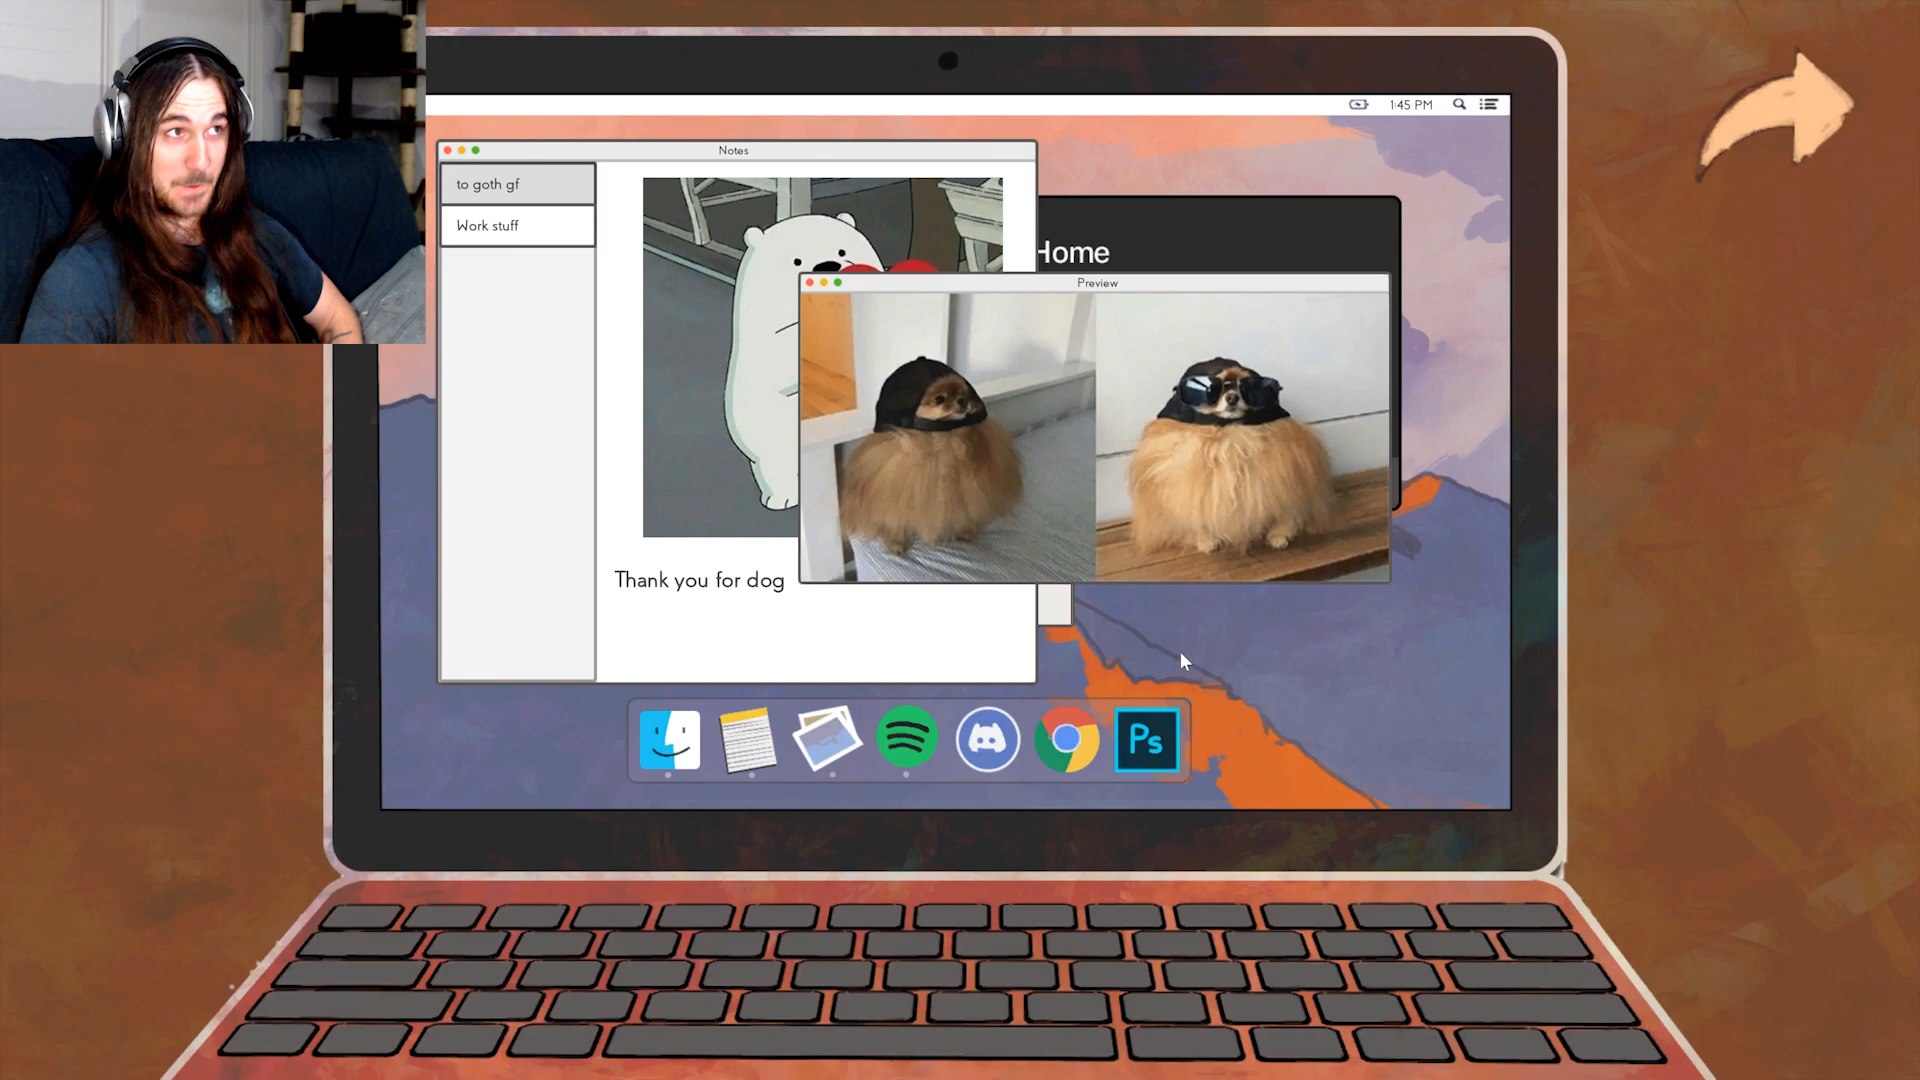 1:45 PM
Notes
to goth gf
Work stuff
Home
Preview
Thank you for dog
Ps